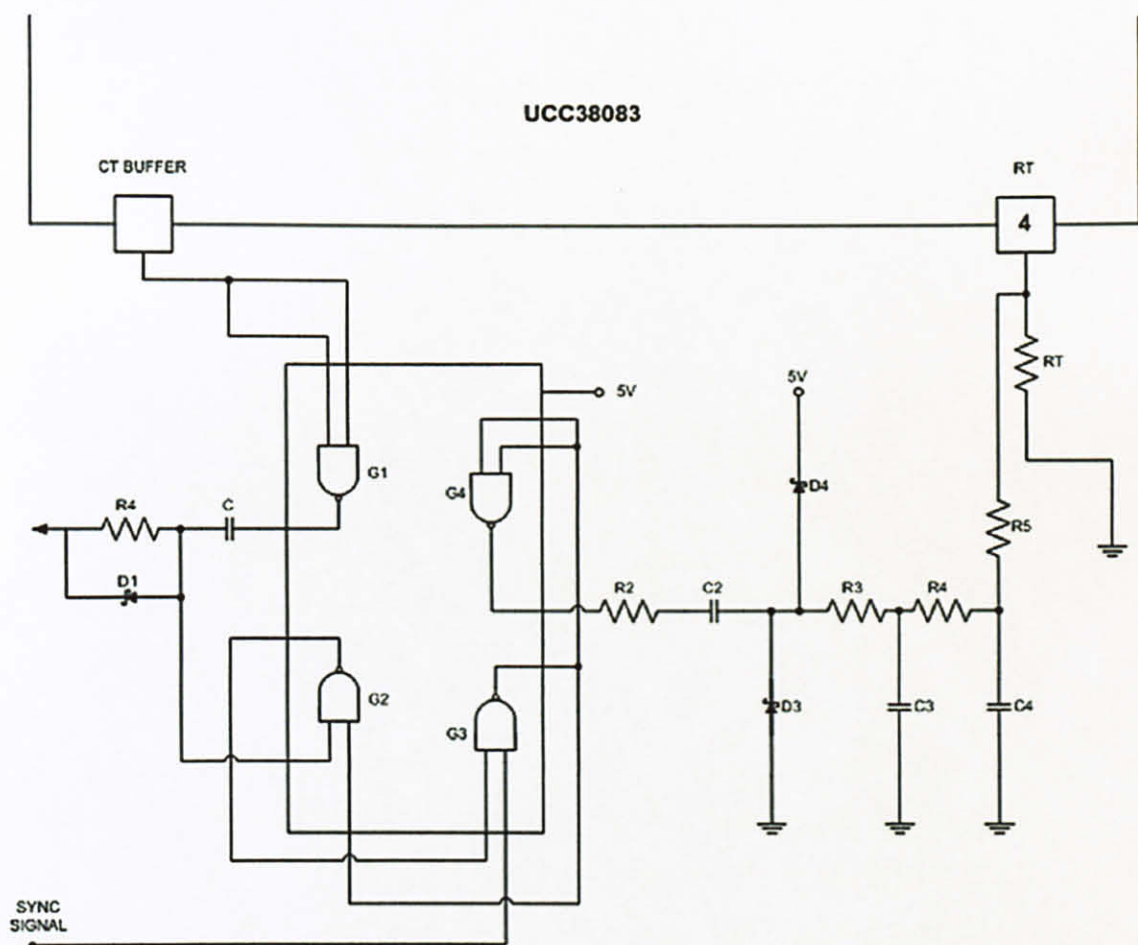 UCC38083
CT BUFFER
RT
4
RT
5V
5V
G1
G4
D4
R4
C
R5
D1
R2
C2
R3
R4
G2
G3
D3
C3
C4
SYNC
SIGNAL